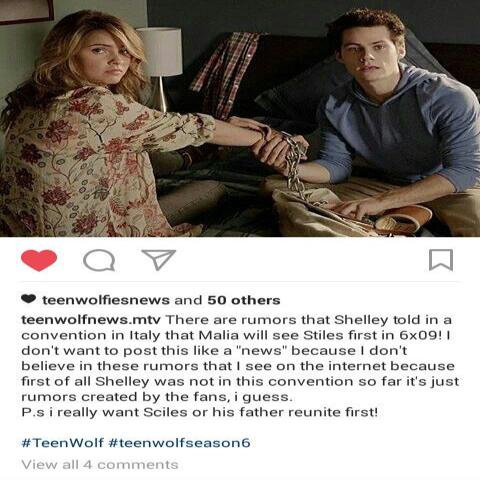 teenwolfiesnews and 50 others
teenwolfnews.mtv There are rumors that Shelley told in a
convention in Italy that Malia will see Stiles first in 6x09! I
don't want to post this like a "news" because I don't
believe in these rumors that I see on the internet because
first of all Shelley was not in this convention so far it's just
rumors created by the fans, i guess.
P.s i really want Sciles or his father reunite first!
#TeenWolf #teenwolfseason6
View all 4 comments